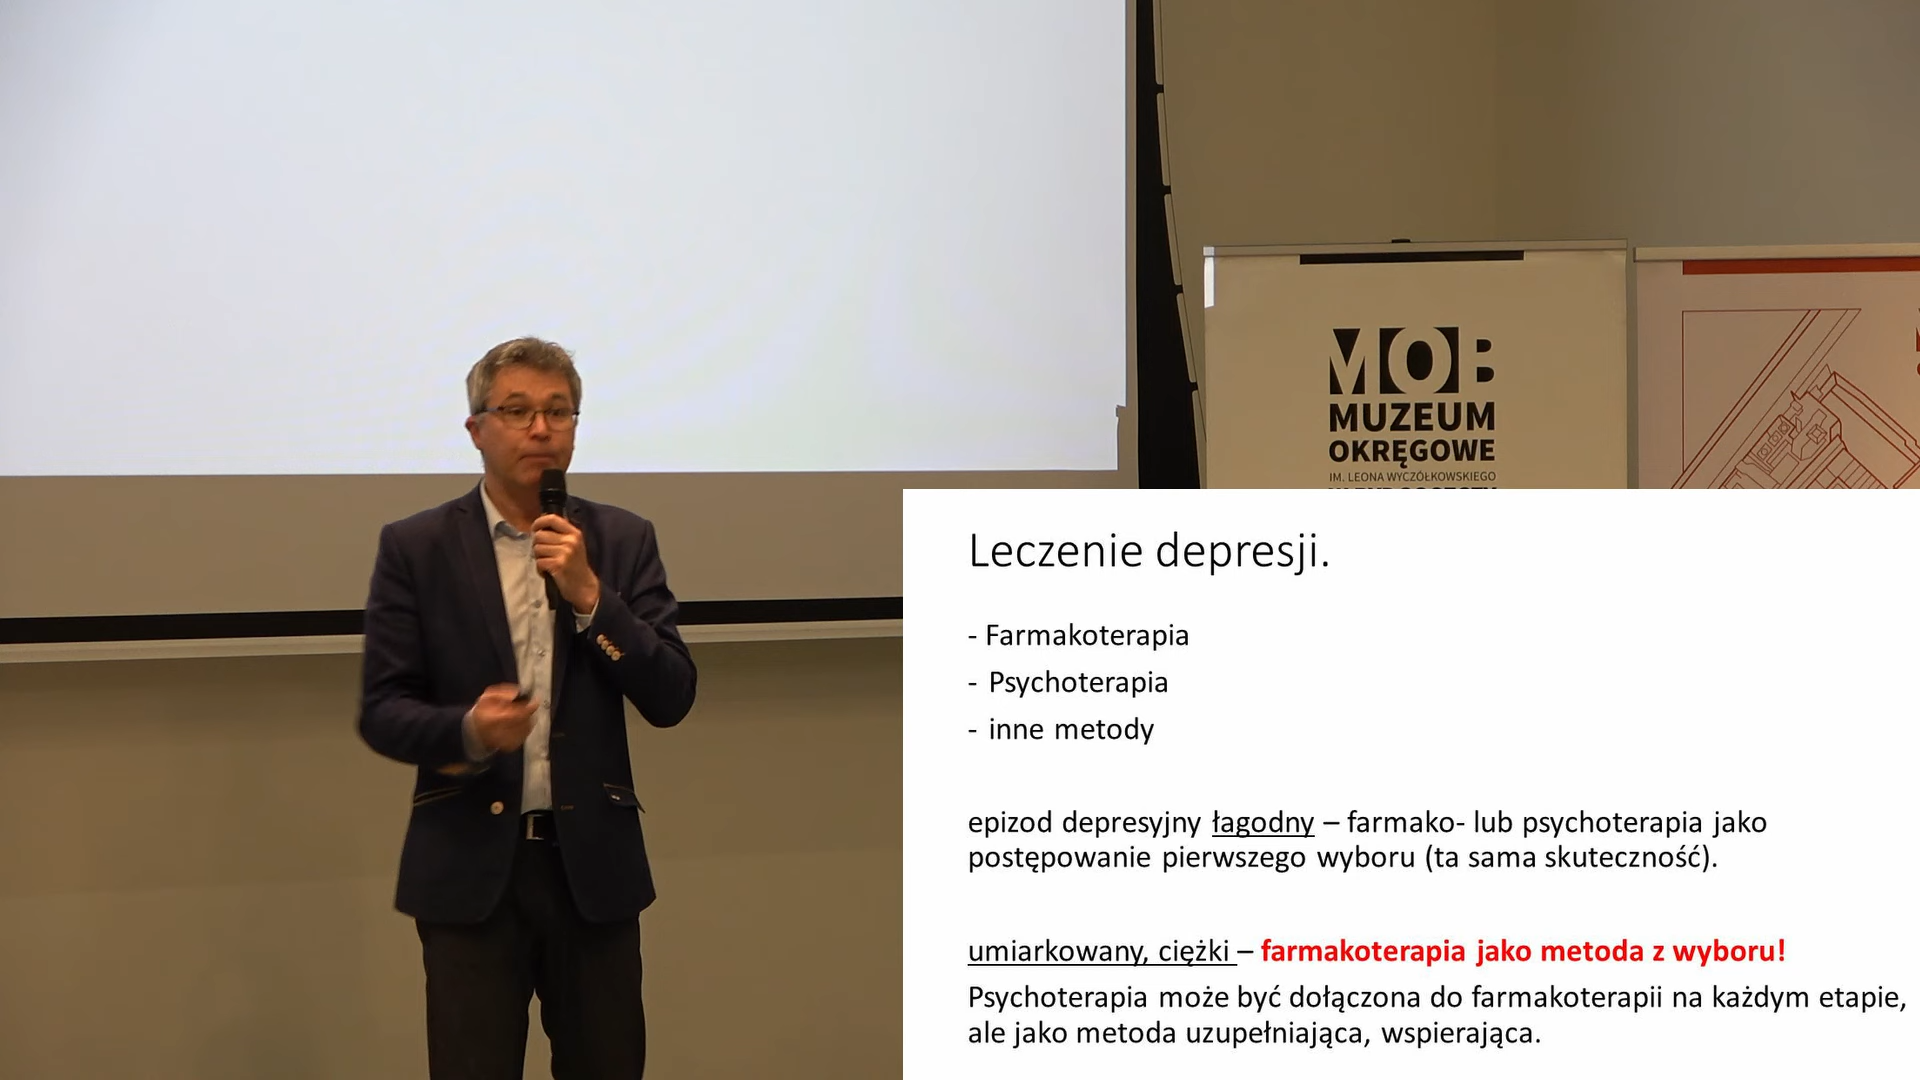 MOB
MUZEUM
OKRĘGOWE
IM. LEONA WYCZÓŁKOWSKIEGO
Leczenie depresji.
- Farmakoterapia
- Psychoterapia
- inne metody
epizod depresyjny łagodny – farmako- lub psychoterapia jako
postępowanie pierwszego wyboru (ta sama skuteczność).
umiarkowany, ciężki – farmakoterapia jako metoda z wyboru!
Psychoterapia może być dołączona do farmakoterapii na każdym etapie,
ale jako metoda uzupełniająca, wspierająca.